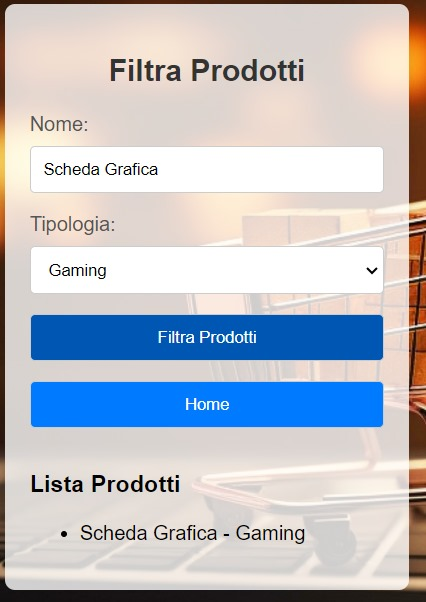 Filtra Prodotti
Nome:
Scheda Grafica
Tipologia:
Gaming
Filtra Prodotti
Home
Lista Prodotti
Scheda Grafica - Gaming